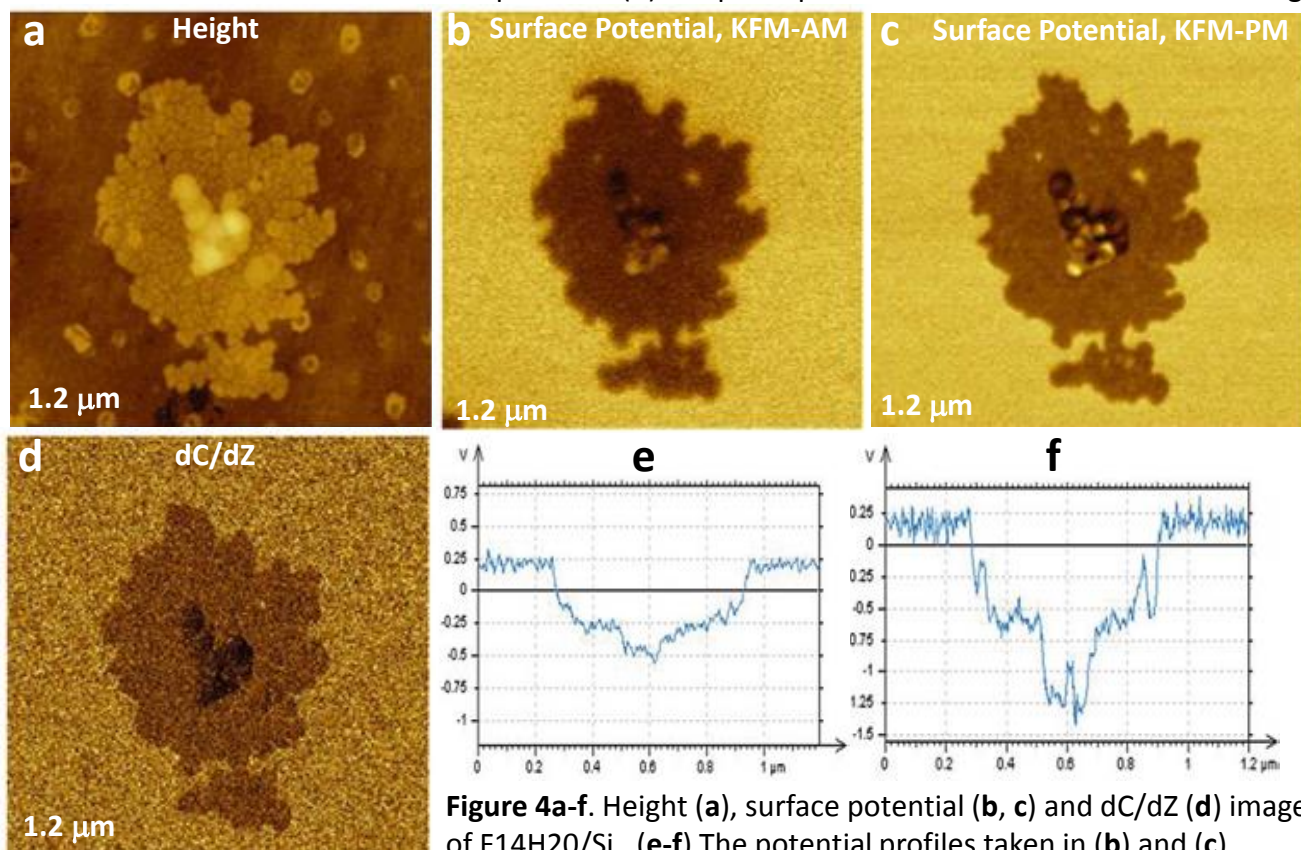 a Height
b Surface Potential, KFM-AM
c Surface Potential, KFM-PM
1.2 μm
1.2 μm
1.2 μm
d dC/dZ
1.2 μm
e
V
0.75
0.5
0.25
0
-0.25
-0.5
-0.75
-1
0 0.2 0.4 0.6 0.8 1 μm
f
V
0.25
0
0.25
-0.5
0.75
-1
1.25
-1.5
0 0.2 0.4 0.6 0.8 1 1.2 μm
Figure 4a-f. Height (a), surface potential (b, c) and dC/dZ (d) image
of F14H20/Si. (e-f) The potential profiles taken in (b) and (c)